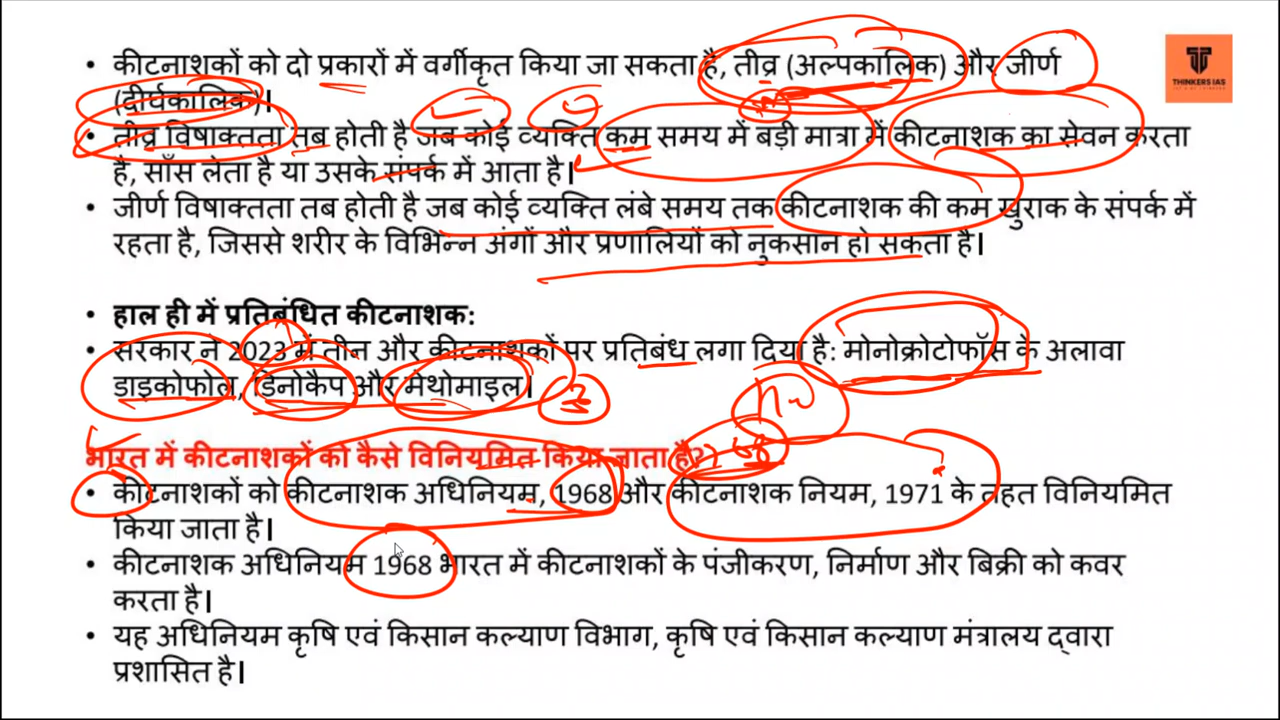 • कीटनाशकों को दो प्रकारों में वर्गीकृत किया जा सकता है, तीव्र (अल्पकालिक) और जीर्ण
(दीर्घकालिक)।
THINKERS IAS
• तीव्र विषाक्तता तब होती है जब कोई व्यक्ति कम समय में बड़ी मात्रा में कीटनाशक का सेवन करता
है, साँस लेता है या उसके संपर्क में आता है।
• जीर्ण विषाक्तता तब होती है जब कोई व्यक्ति लंबे समय तक कीटनाशक की कम खुराक के संपर्क में
रहता है, जिससे शरीर के विभिन्न अंगों और प्रणालियों को नुकसान हो सकता है।
• हाल ही में प्रतिबंधित कीटनाशक:
• सरकार ने 2023 में तीन और कीटनाशकों पर प्रतिबंध लगा दिया है: मोनोक्रोटोफॉस के अलावा
डाइकोफोल, डिनोकैप और मेथोमाइल।
भारत में कीटनाशकों को कैसे विनियमित किया जाता है?
• कीटनाशकों को कीटनाशक अधिनियम, 1968 और कीटनाशक नियम, 1971 के तहत विनियमित
किया जाता है।
• कीटनाशक अधिनियम 1968 भारत में कीटनाशकों के पंजीकरण, निर्माण और बिक्री को कवर
करता है।
• यह अधिनियम कृषि एवं किसान कल्याण विभाग, कृषि एवं किसान कल्याण मंत्रालय द्वारा
प्रशासित है।